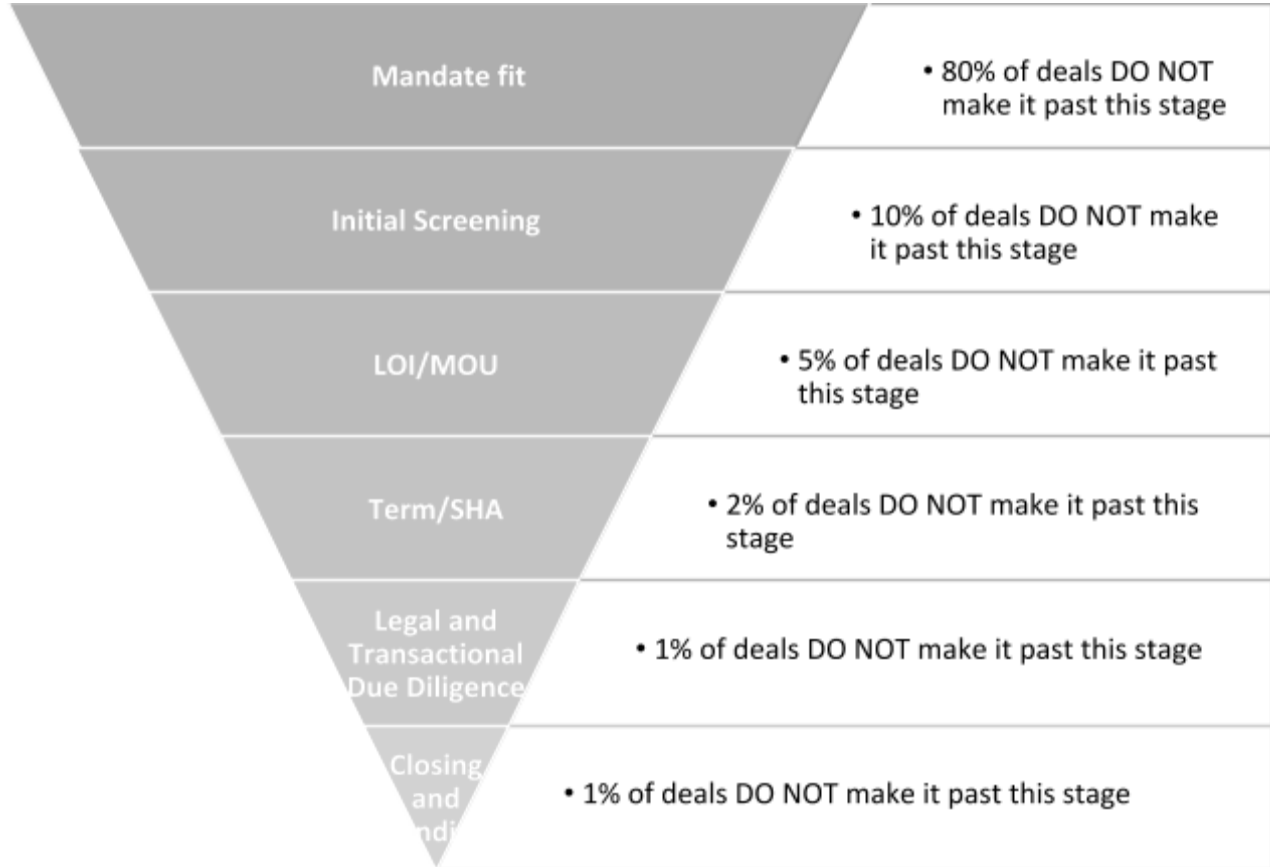 Mandate fit
• 80% of deals DO NOT
make it past this stage
Initial Screening
• 10% of deals DO NOT make
it past this stage
LOI/MOU
• 5% of deals DO NOT make it past
this stage
Term/SHA
• 2% of deals DO NOT make it past this
stage
Legal and
Transactional
Due Diligence
• 1% of deals DO NOT make it past this stage
Closing
and
• 1% of deals DO NOT make it past this stage